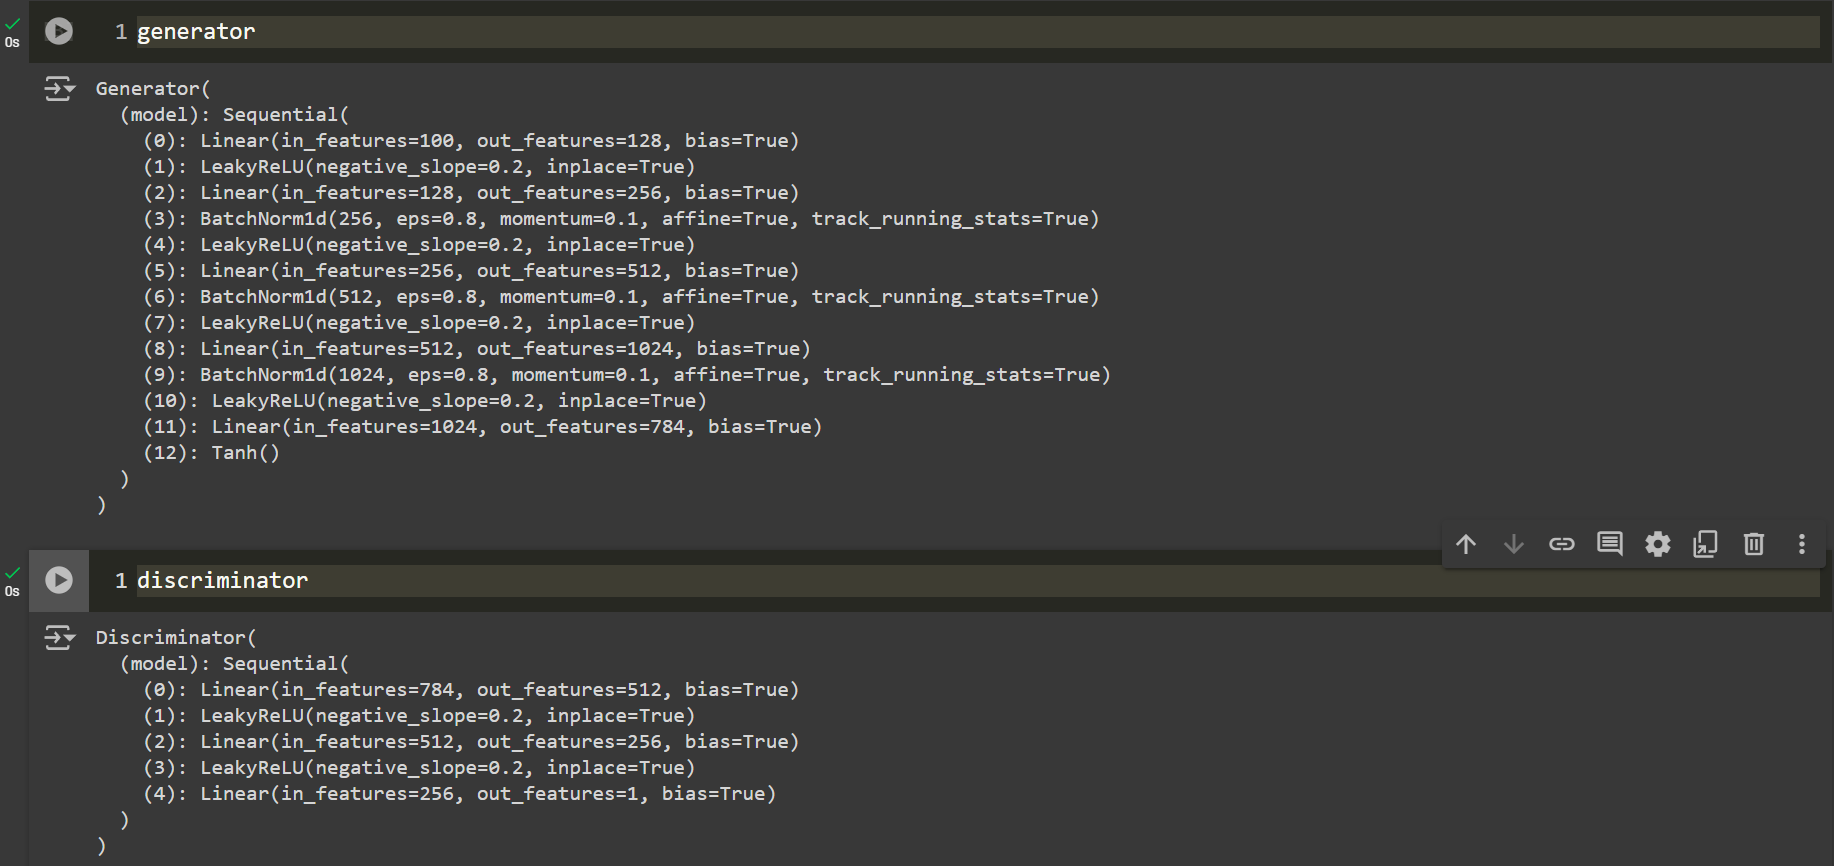 0s
1 generator
Generator(
  (model): Sequential(
    (0): Linear(in_features=100, out_features=128, bias=True)
    (1): LeakyReLU(negative_slope=0.2, inplace=True)
    (2): Linear(in_features=128, out_features=256, bias=True)
    (3): BatchNorm1d(256, eps=0.8, momentum=0.1, affine=True, track_running_stats=True)
    (4): LeakyReLU(negative_slope=0.2, inplace=True)
    (5): Linear(in_features=256, out_features=512, bias=True)
    (6): BatchNorm1d(512, eps=0.8, momentum=0.1, affine=True, track_running_stats=True)
    (7): LeakyReLU(negative_slope=0.2, inplace=True)
    (8): Linear(in_features=512, out_features=1024, bias=True)
    (9): BatchNorm1d(1024, eps=0.8, momentum=0.1, affine=True, track_running_stats=True)
    (10): LeakyReLU(negative_slope=0.2, inplace=True)
    (11): Linear(in_features=1024, out_features=784, bias=True)
    (12): Tanh()
  )
)
0s
1 discriminator
Discriminator(
  (model): Sequential(
    (0): Linear(in_features=784, out_features=512, bias=True)
    (1): LeakyReLU(negative_slope=0.2, inplace=True)
    (2): Linear(in_features=512, out_features=256, bias=True)
    (3): LeakyReLU(negative_slope=0.2, inplace=True)
    (4): Linear(in_features=256, out_features=1, bias=True)
  )
)